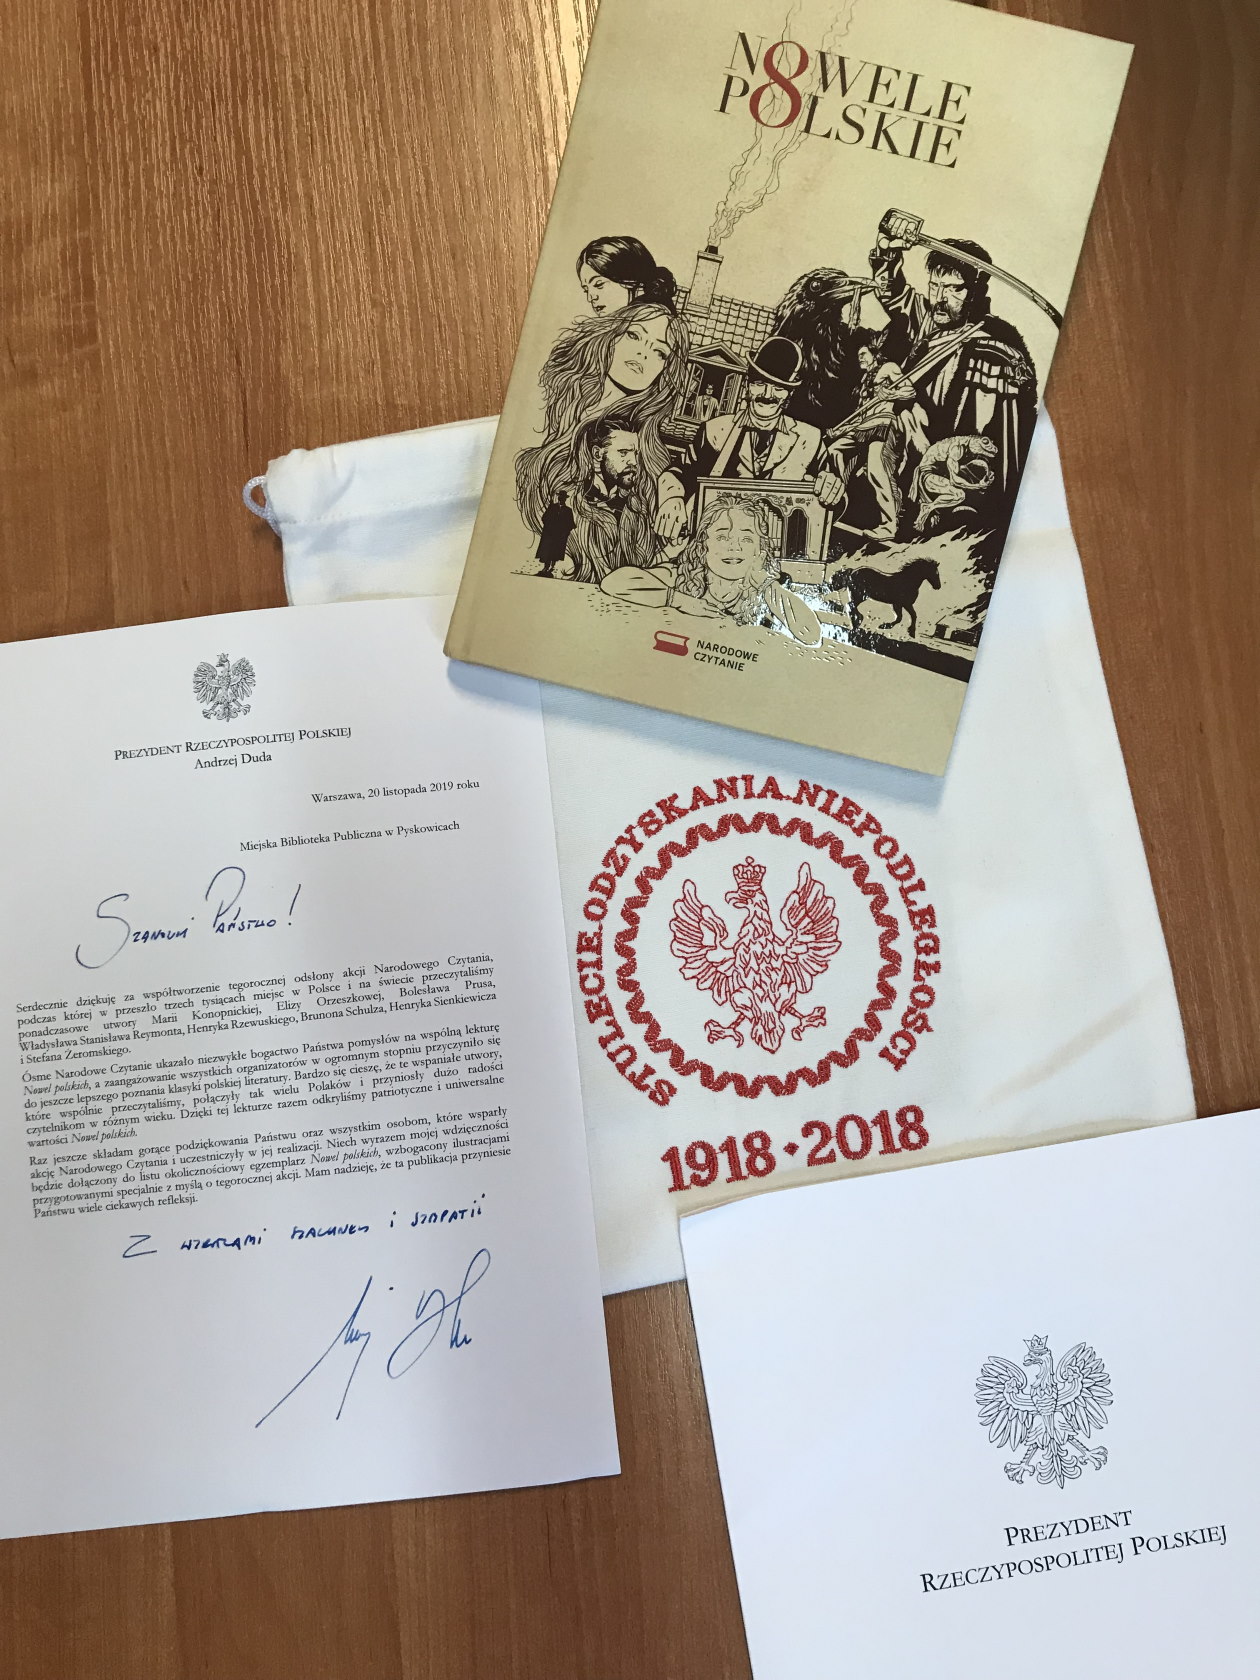 N8WELE
P8LSKIE
NARODOWE
CZYTANIE
PREZYDENT RZECZYPOSPOLITEJ POLSKIEJ
Andrzej Duda
Warszawa, 20 listopada 2019 roku
Miejska Biblioteka Publiczna w Pyskowicach
Szanowni Państwo!
Serdecznie dziękuję za współtworzenie tegorocznej odsłony akcji Narodowego Czytania,
podczas której w przeszło trzech tysiącach miejsc w Polsce i na świecie przeczytaliśmy
ponadczasowe utwory Marii Konopnickiej, Elizy Orzeszkowej, Bolesława Prusa,
Władysława Stanisława Reymonta, Henryka Rzewuskiego, Brunona Schulza, Henryka Sienkiewicza
i Stefana Żeromskiego.
Ósme Narodowe Czytanie ukazało niezwykłe bogactwo Państwa pomysłów na wspólną lekturę
Nowel polskich, a zaangażowanie wszystkich organizatorów w ogromnym stopniu przyczyniło się
do jeszcze lepszego poznania klasyki polskiej literatury. Bardzo się cieszę, że te wspaniałe utwory,
które wspólnie przeczytaliśmy, połączyły tak wielu Polaków i przyniosły dużo radości
czytelnikom w różnym wieku. Dzięki tej lekturze razem odkryliśmy patriotyczne i uniwersalne
wartości Nowel polskich.
Raz jeszcze składam gorące podziękowania Państwu oraz wszystkim osobom, które wsparły
akcję Narodowego Czytania i uczestniczyły w jej realizacji. Niech wyrazem mojej wdzięczności
będzie dołączony do listu okolicznościowy egzemplarz Nowel polskich, wzbogacony ilustracjami
przygotowanymi specjalnie z myślą o tegorocznej akcji. Mam nadzieję, że ta publikacja przyniesie
Państwu wiele ciekawych refleksji.
Z wyrazami szacunku i sympatii
STULECIE ODZYSKANIA NIEPODLEGŁOŚCI
1918·2018
PREZYDENT
RZECZYPOSPOLITEJ POLSKIEJ